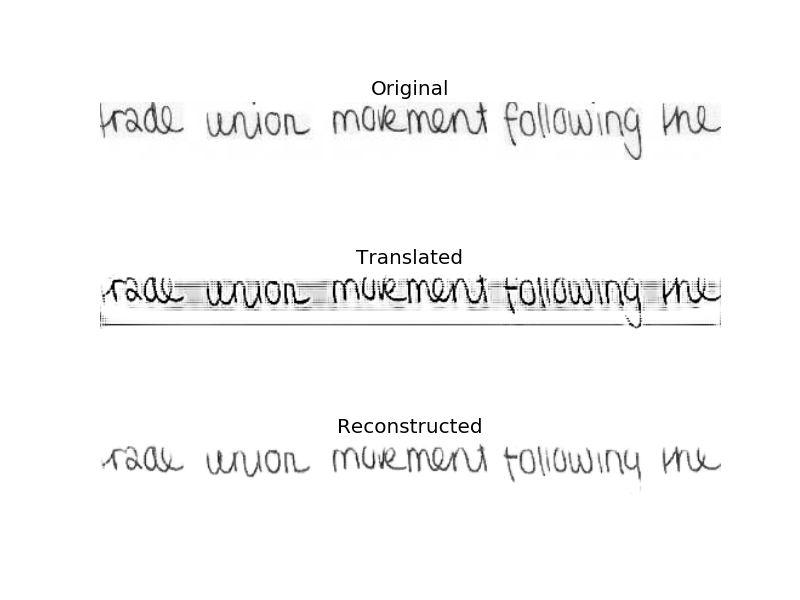 Original
trade union movement following the
Translated
trade union movement following the
Reconstructed
trade union movement following the